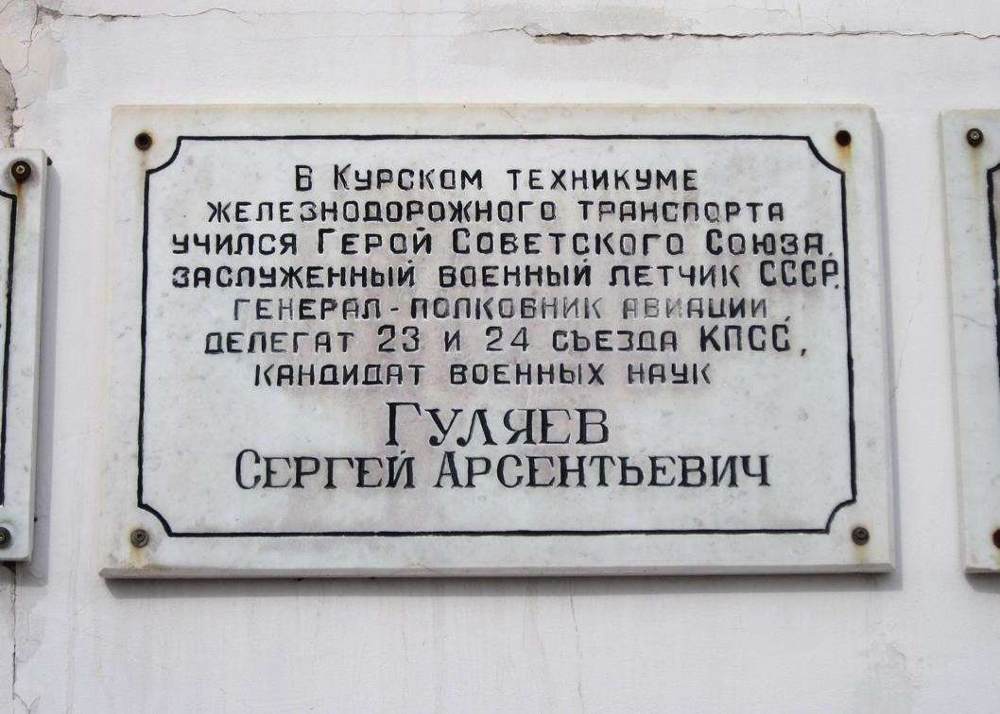 В Курском техникуме
железнодорожного транспорта
учился Герой Советского Союза,
заслуженный военный летчик СССР,
генерал-полковник авиации,
делегат 23 и 24 съезда КПСС,
кандидат военных наук
Гуляев
Сергей Арсентьевич